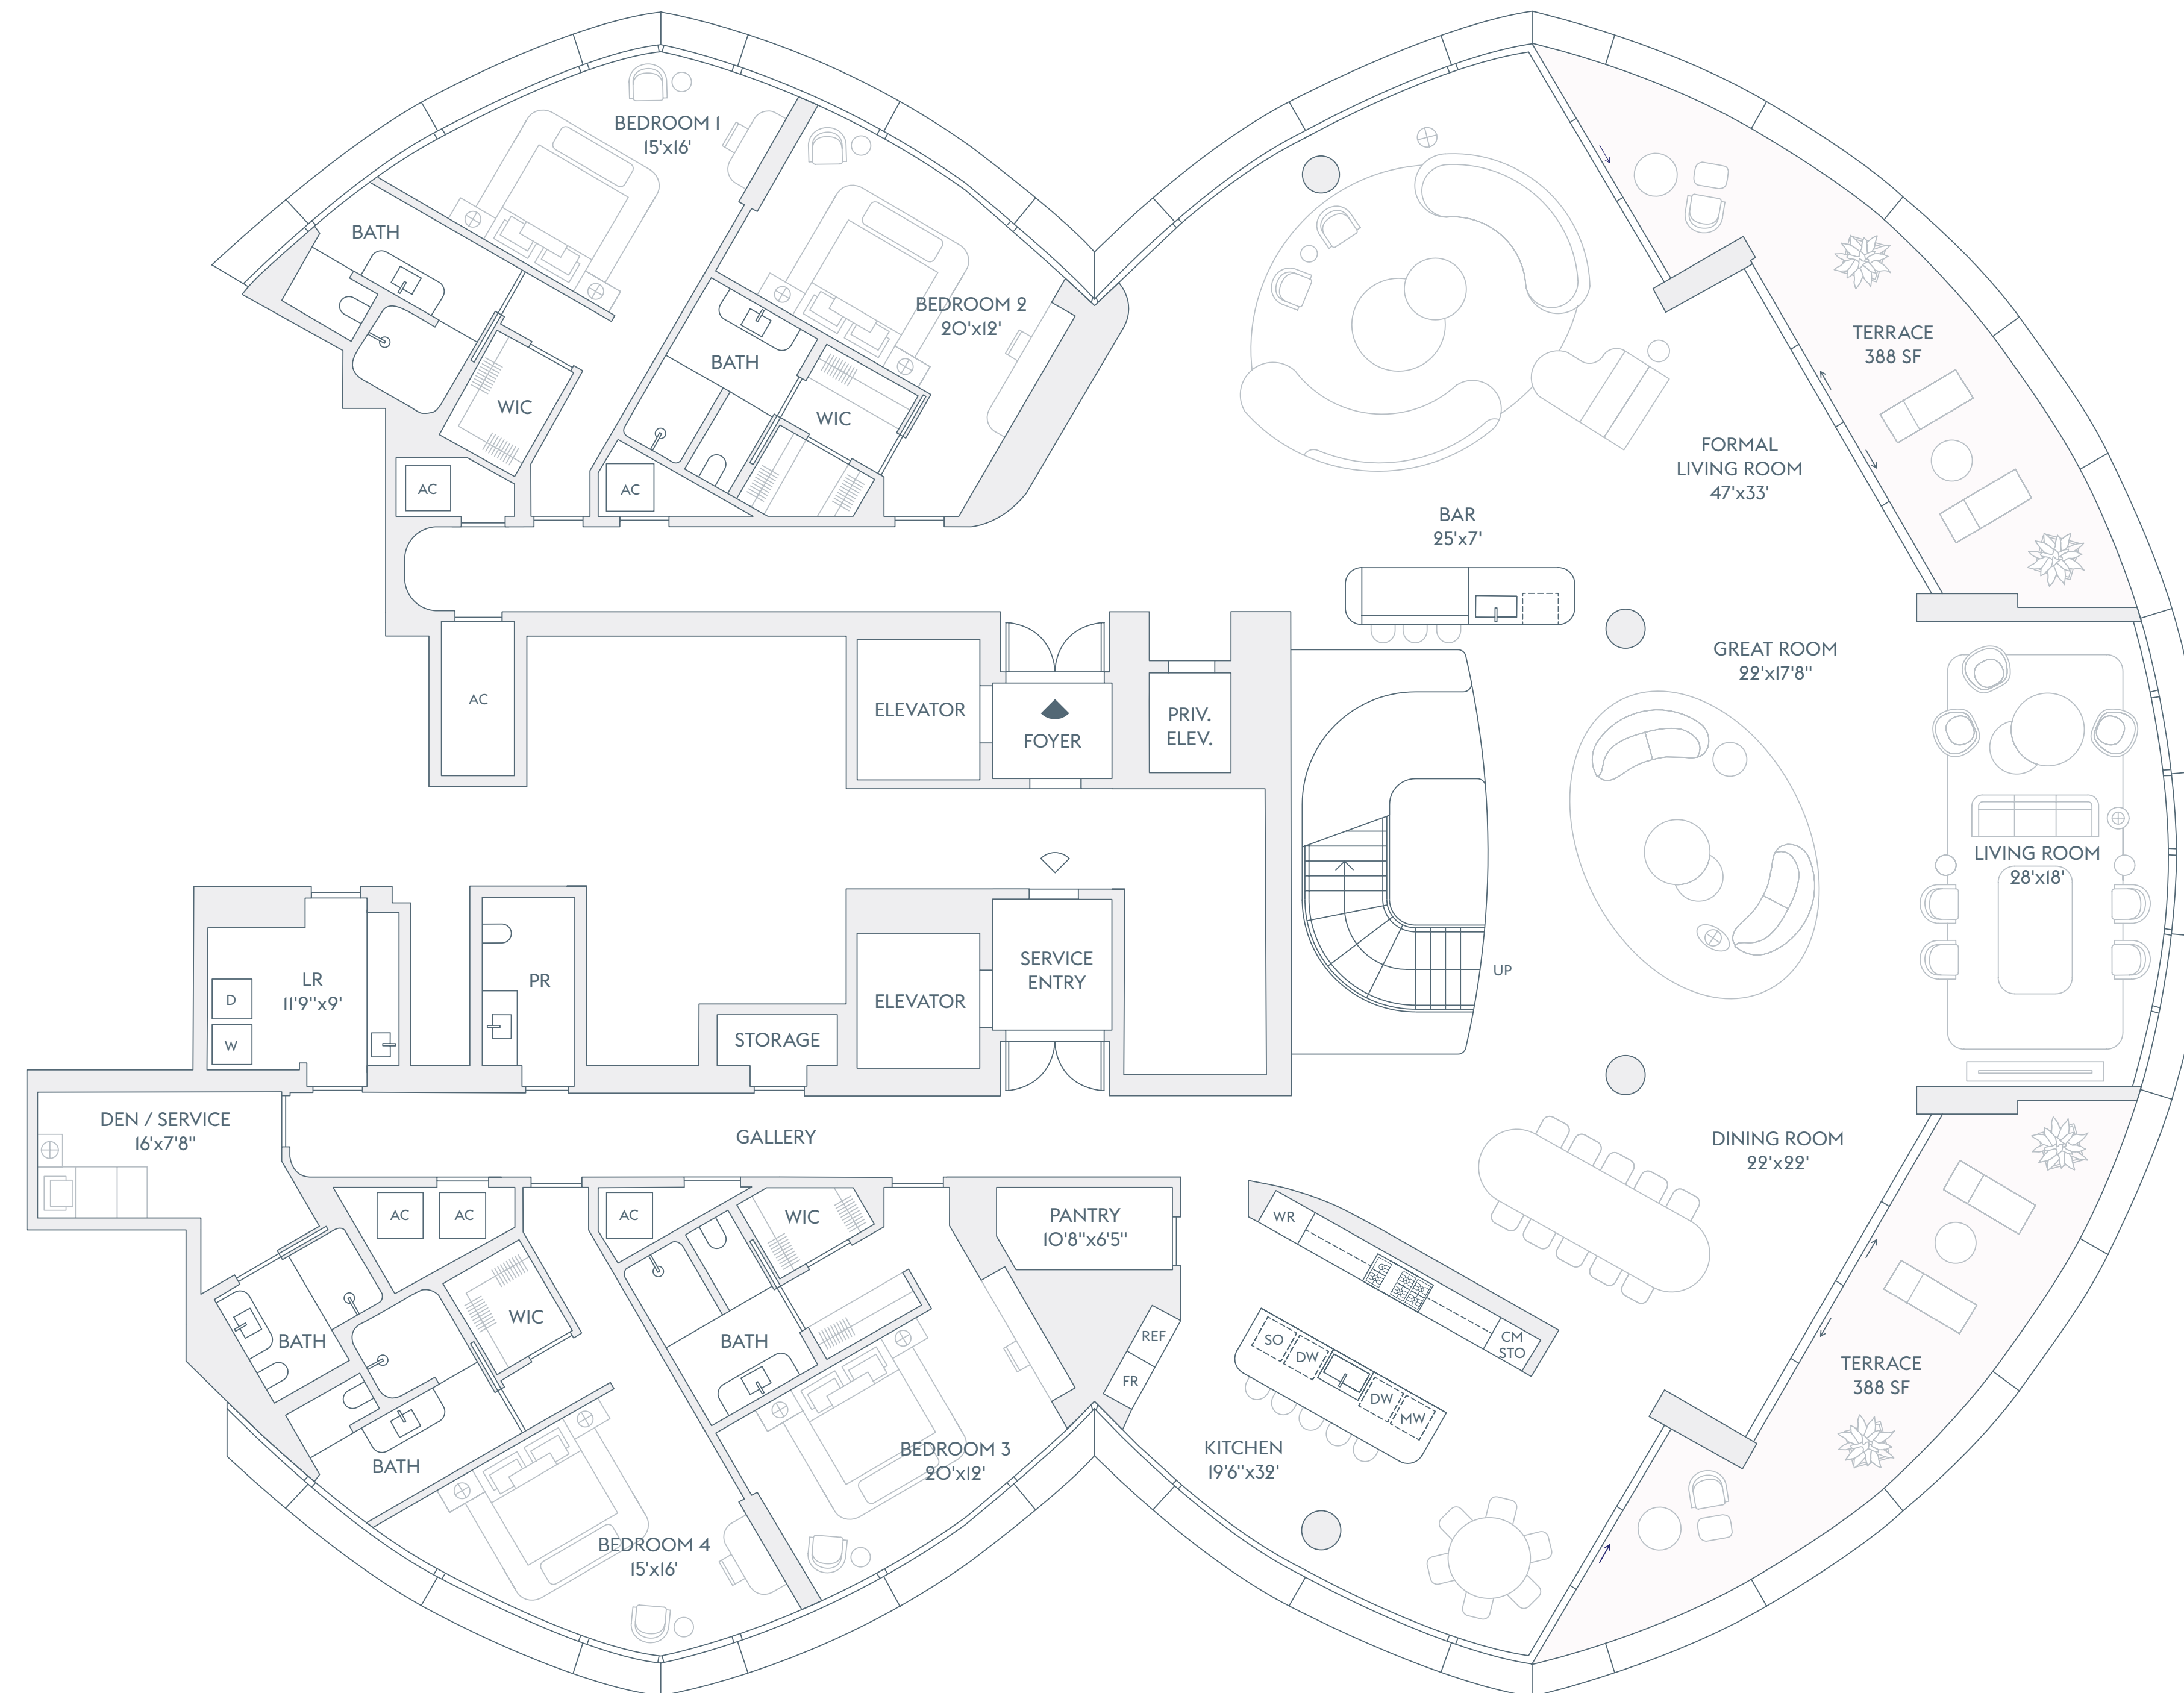 BEDROOM 1
15'x16'
BATH
BEDROOM 2
20'x12'
BATH
WIC
WIC
AC
AC
TERRACE
388 SF
FORMAL
LIVING ROOM
47'x33'
BAR
25'x7'
GREAT ROOM
22'x17'8"
AC
ELEVATOR
FOYER
PRIV.
ELEV.
LIVING ROOM
28'x18'
UP
LR
11'9"x9'
D
W
PR
STORAGE
ELEVATOR
SERVICE
ENTRY
DEN / SERVICE
16'x7'8"
GALLERY
DINING ROOM
22'x22'
AC
AC
AC
WIC
PANTRY
10'8"x6'5"
WR
WIC
BATH
BATH
REF
FR
SO
DW
DW
MW
CM
STO
TERRACE
388 SF
BATH
BEDROOM 3
20'x12'
KITCHEN
19'6"x32'
BEDROOM 4
15'x16'